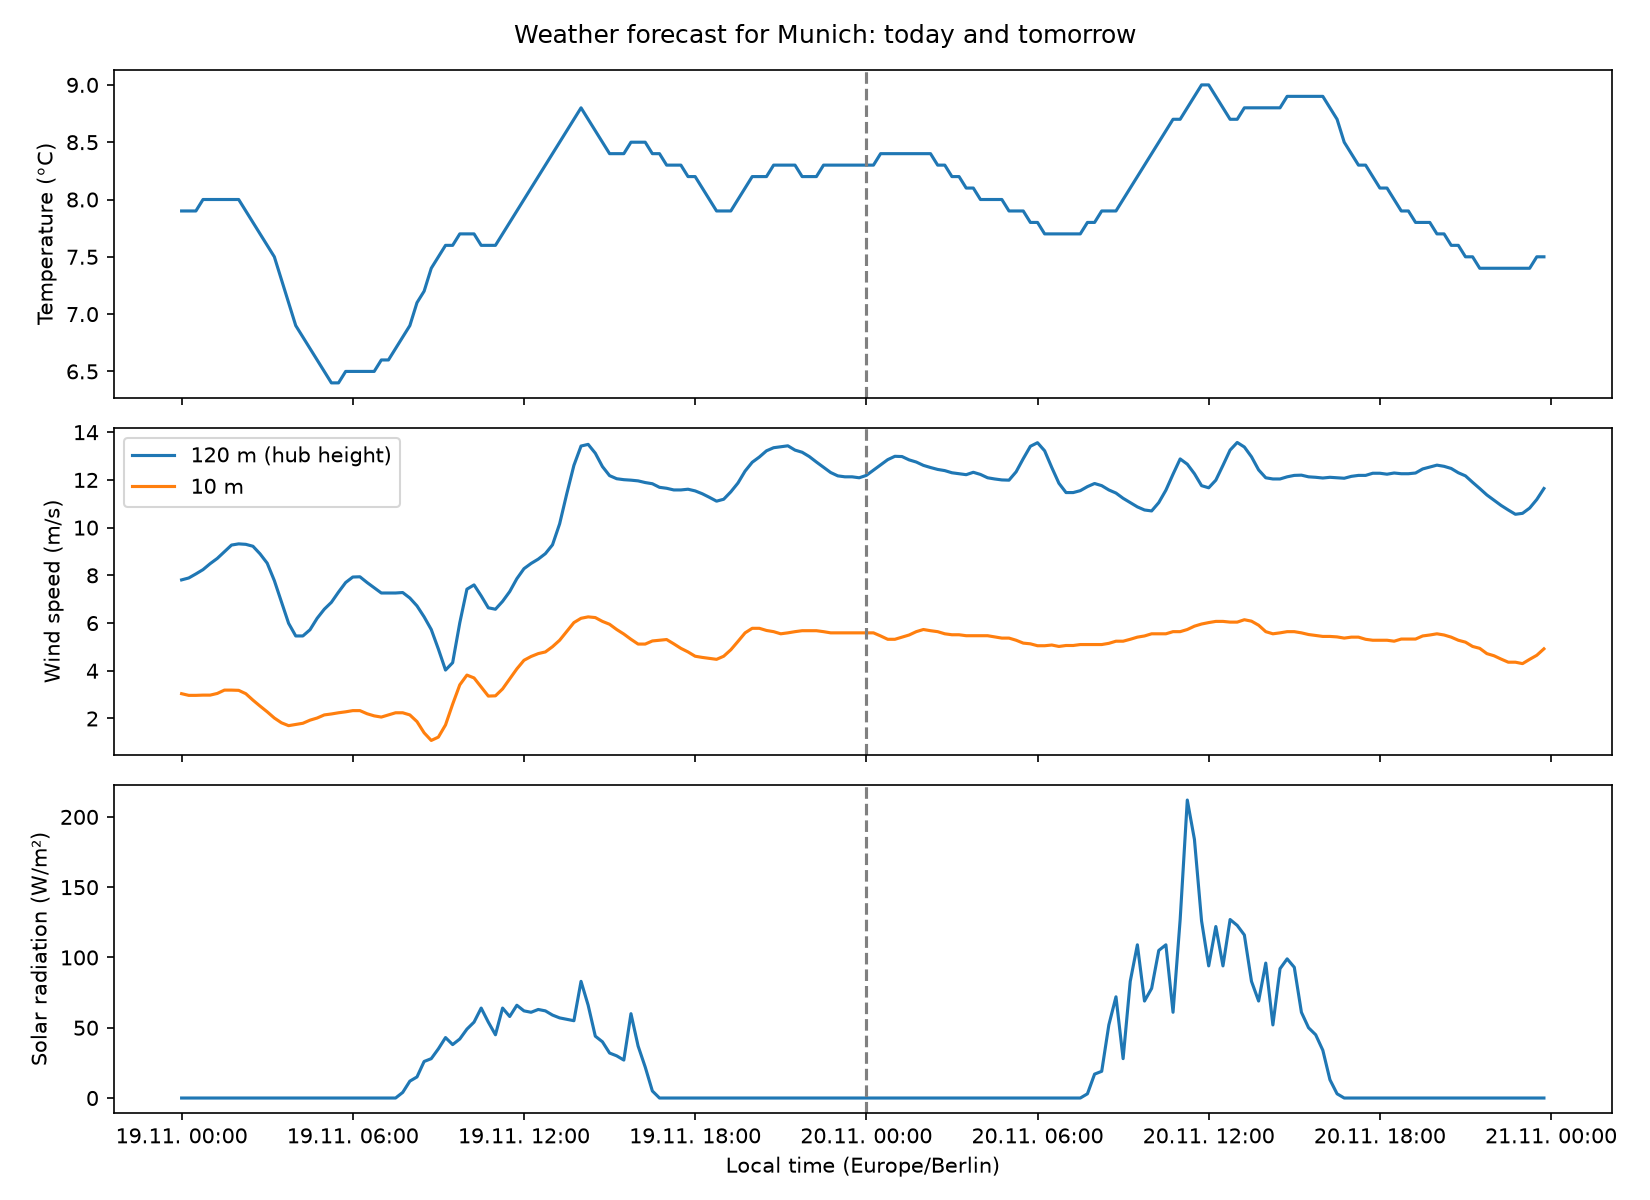 Weather forecast for Munich: today and tomorrow
Temperature (°C)
9.0
8.5
8.0
7.5
7.0
6.5
Wind speed (m/s)
14
12
10
8
6
4
2
120 m (hub height)
10 m
Solar radiation (W/m²)
200
150
100
50
0
19.11. 00:00 19.11. 06:00 19.11. 12:00 19.11. 18:00 20.11. 00:00 20.11. 06:00 20.11. 12:00 20.11. 18:00 21.11. 00:00
Local time (Europe/Berlin)